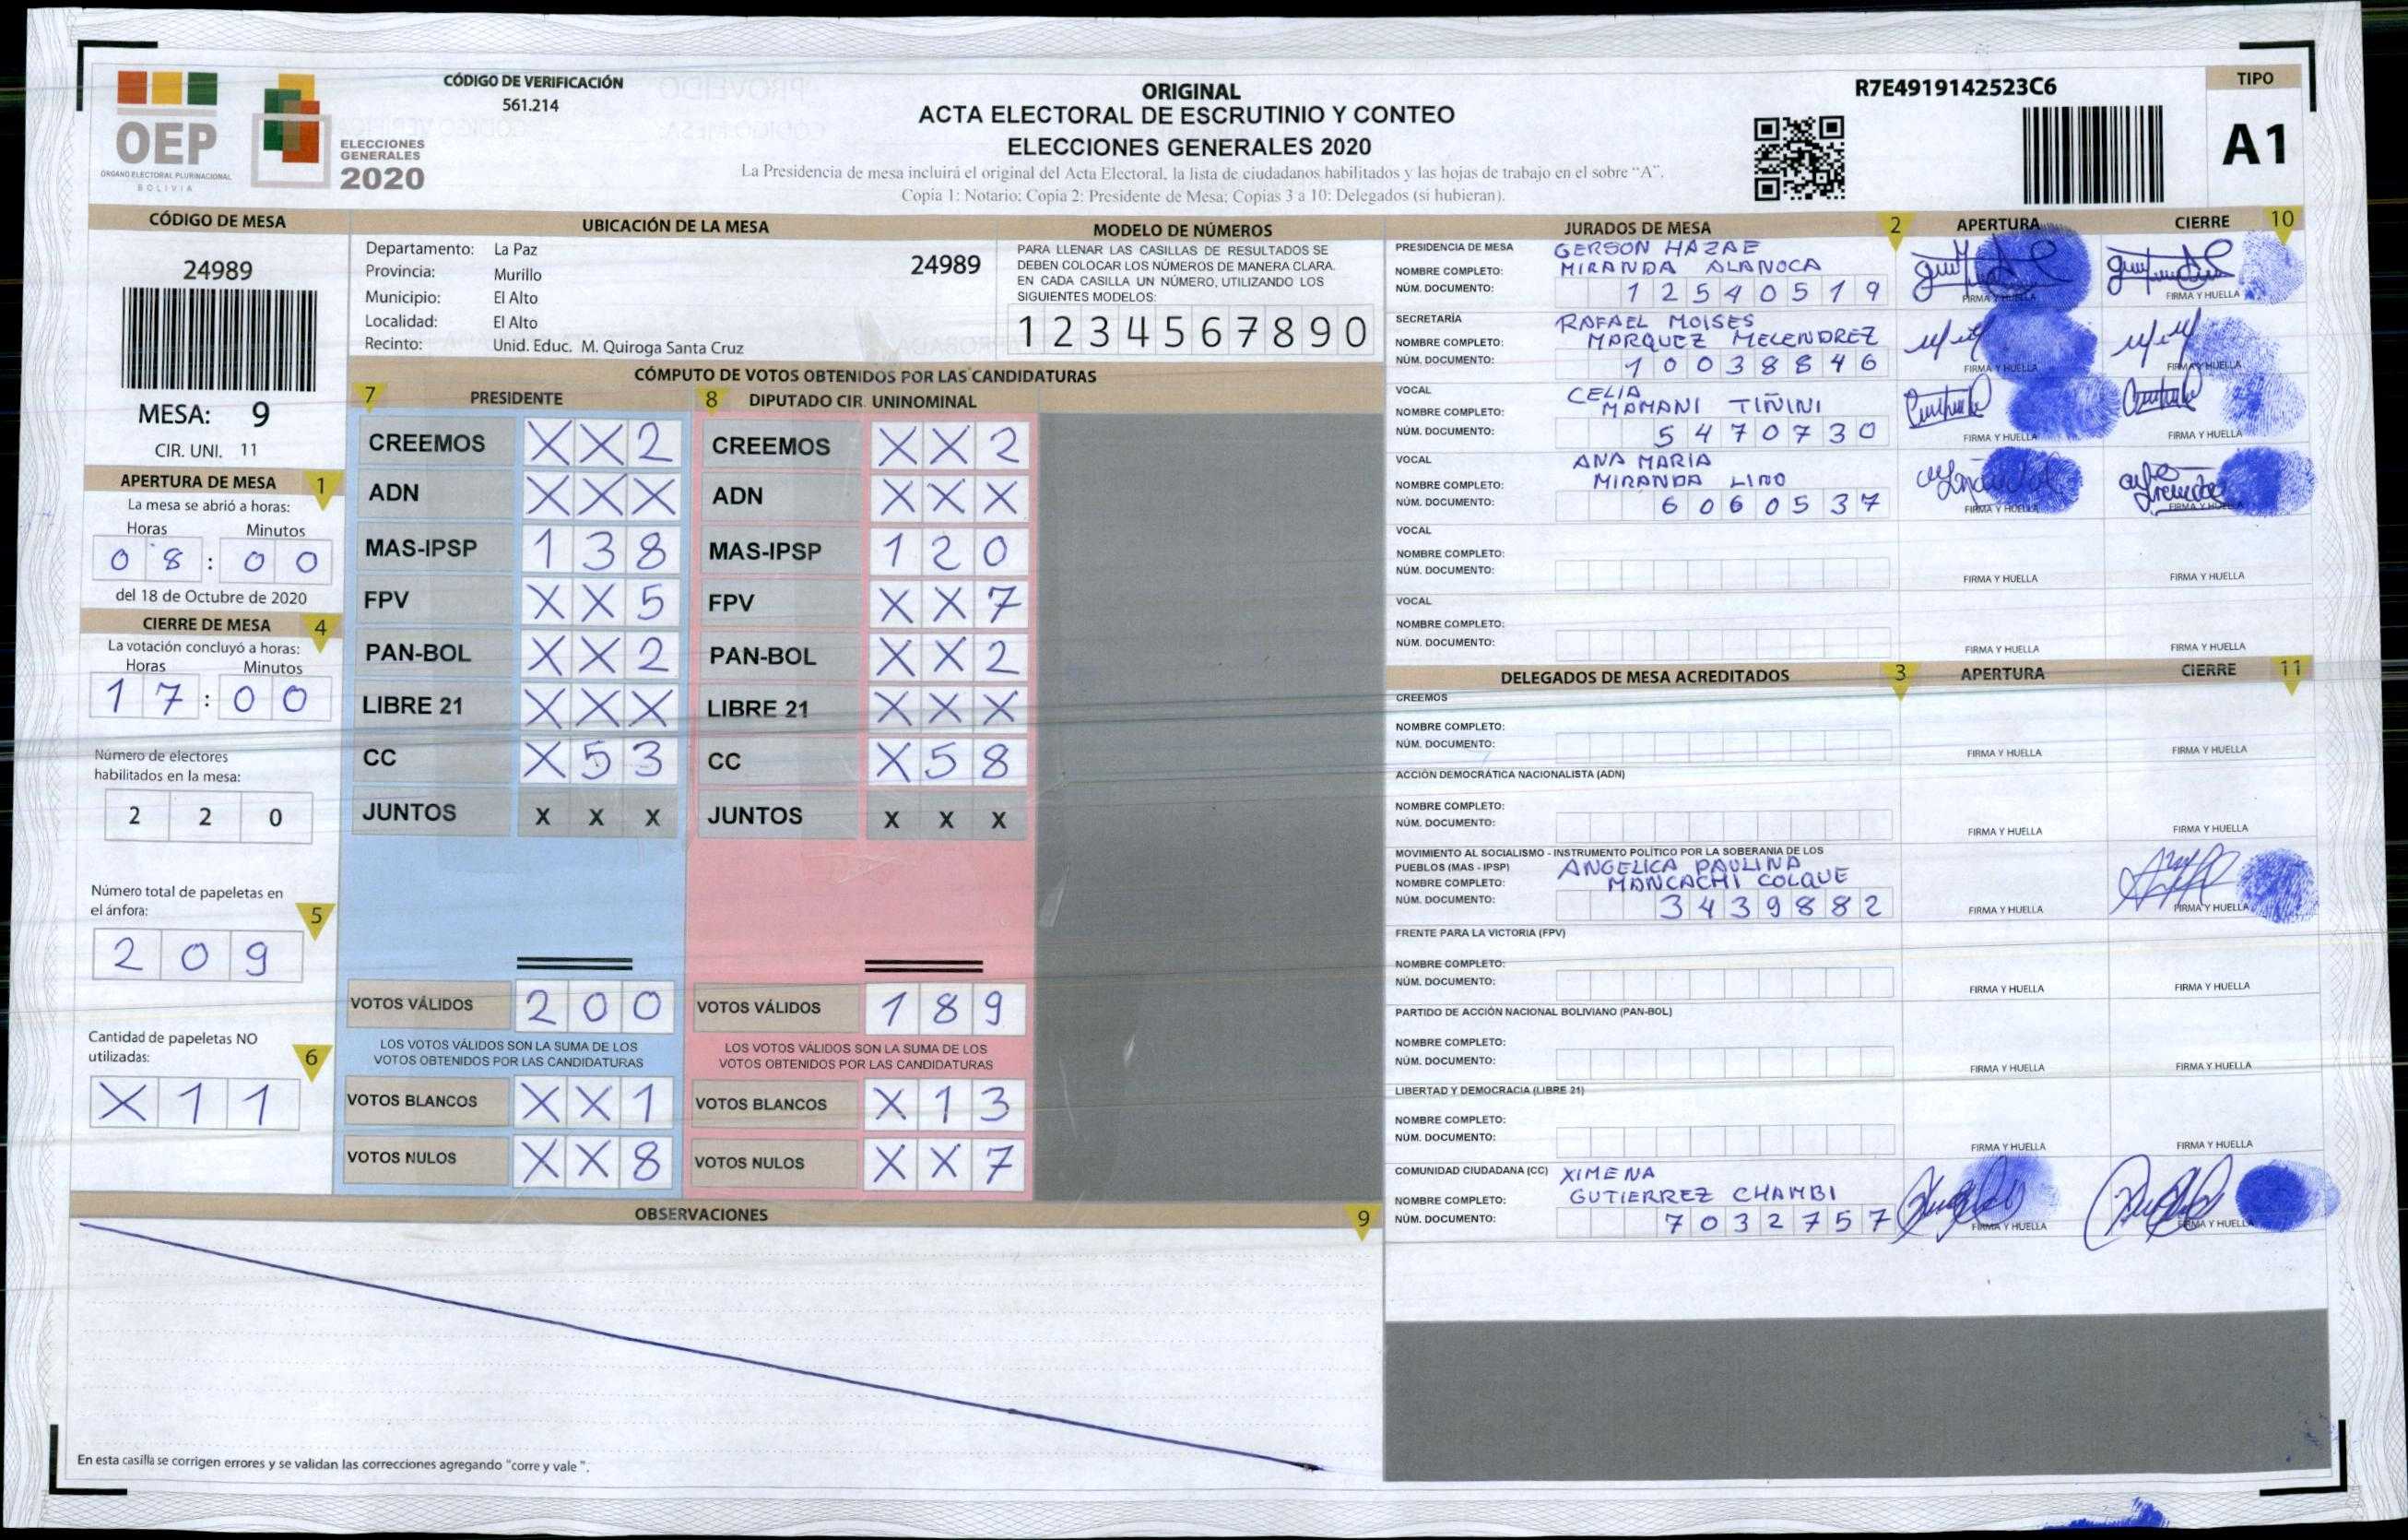 CÓDIGO DE VERIFICACIÓN
561.214
OEP
ÓRGANO ELECTORAL PLURINACIONAL
BOLIVIA
ELECCIONES
GENERALES
2020
ORIGINAL
ACTA ELECTORAL DE ESCRUTINIO Y CONTEO
ELECCIONES GENERALES 2020
La Presidencia de mesa incluirá el original del Acta Electoral, la lista de ciudadanos habilitados y las hojas de trabajo en el sobre "A".
Copia 1: Notario; Copia 2: Presidente de Mesa; Copias 3 a 10: Delegados (si hubieran).
R7E4919142523C6
TIPO
A1
CÓDIGO DE MESA
24989
MESA: 9
CIR. UNI. 11
UBICACIÓN DE LA MESA
Departamento: La Paz
24989
Provincia: Murillo
Municipio: El Alto
Localidad: El Alto
Recinto: Unid. Educ. M. Quiroga Santa Cruz
MODELO DE NÚMEROS
PARA LLENAR LAS CASILLAS DE RESULTADOS SE
DEBEN COLOCAR LOS NÚMEROS DE MANERA CLARA.
EN CADA CASILLA UN NÚMERO, UTILIZANDO LOS
SIGUIENTES MODELOS:
1 2 3 4 5 6 7 8 9 0
APERTURA DE MESA 1
La mesa se abrió a horas:
Horas Minutos
0 8 : 0 0
del 18 de Octubre de 2020
CIERRE DE MESA 4
La votación concluyó a horas:
Horas Minutos
1 7 : 0 0
Número de electores
habilitados en la mesa:
2 2 0
Número total de papeletas en
el ánfora:
5
2 0 9
Cantidad de papeletas NO
utilizadas:
6
X 1 1
CÓMPUTO DE VOTOS OBTENIDOS POR LAS CANDIDATURAS
7 PRESIDENTE
CREEMOS X X 2
ADN X X X
MAS-IPSP 1 3 8
FPV X X 5
PAN-BOL X X 2
LIBRE 21 X X X
CC X 5 3
JUNTOS X X X
VOTOS VÁLIDOS 2 0 0
LOS VOTOS VÁLIDOS SON LA SUMA DE LOS
VOTOS OBTENIDOS POR LAS CANDIDATURAS
VOTOS BLANCOS X X 1
VOTOS NULOS X X 8
8 DIPUTADO CIR. UNINOMINAL
CREEMOS X X 2
ADN X X X
MAS-IPSP 1 2 0
FPV X X 7
PAN-BOL X X 2
LIBRE 21 X X X
CC X 5 8
JUNTOS X X X
VOTOS VÁLIDOS 1 8 9
LOS VOTOS VÁLIDOS SON LA SUMA DE LOS
VOTOS OBTENIDOS POR LAS CANDIDATURAS
VOTOS BLANCOS X 1 3
VOTOS NULOS X X 7
OBSERVACIONES 9
En esta casilla se corrigen errores y se validan las correcciones agregando "corre y vale ".
JURADOS DE MESA 2 APERTURA CIERRE 10
PRESIDENCIA DE MESA GERSON HAZAE
NOMBRE COMPLETO: MIRANDA ALANOCA
NÚM. DOCUMENTO: 1 2 5 4 0 5 1 9
FIRMA Y HUELLA FIRMA Y HUELLA
SECRETARÍA RAFAEL MOISES
NOMBRE COMPLETO: MARQUEZ MELENDREZ
NÚM. DOCUMENTO: 1 0 0 3 8 8 4 6
FIRMA Y HUELLA FIRMA Y HUELLA
VOCAL CELIA
NOMBRE COMPLETO: MAMANI TIÑINI
NÚM. DOCUMENTO: 5 4 7 0 7 3 0
FIRMA Y HUELLA FIRMA Y HUELLA
VOCAL ANA MARIA
NOMBRE COMPLETO: MIRANDA LINO
NÚM. DOCUMENTO: 6 0 6 0 5 3 7
FIRMA Y HUELLA FIRMA Y HUELLA
VOCAL
NOMBRE COMPLETO:
NÚM. DOCUMENTO:
FIRMA Y HUELLA FIRMA Y HUELLA
VOCAL
NOMBRE COMPLETO:
NÚM. DOCUMENTO:
FIRMA Y HUELLA FIRMA Y HUELLA
DELEGADOS DE MESA ACREDITADOS 3 APERTURA CIERRE 11
CREEMOS
NOMBRE COMPLETO:
NÚM. DOCUMENTO:
FIRMA Y HUELLA FIRMA Y HUELLA
ACCIÓN DEMOCRÁTICA NACIONALISTA (ADN)
NOMBRE COMPLETO:
NÚM. DOCUMENTO:
FIRMA Y HUELLA FIRMA Y HUELLA
MOVIMIENTO AL SOCIALISMO - INSTRUMENTO POLÍTICO POR LA SOBERANIA DE LOS
PUEBLOS (MAS - IPSP) ANGELICA PAULINA
NOMBRE COMPLETO: MANCACHI COLQUE
NÚM. DOCUMENTO: 3 4 3 9 8 8 2
FIRMA Y HUELLA FIRMA Y HUELLA
FRENTE PARA LA VICTORIA (FPV)
NOMBRE COMPLETO:
NÚM. DOCUMENTO:
FIRMA Y HUELLA FIRMA Y HUELLA
PARTIDO DE ACCIÓN NACIONAL BOLIVIANO (PAN-BOL)
NOMBRE COMPLETO:
NÚM. DOCUMENTO:
FIRMA Y HUELLA FIRMA Y HUELLA
LIBERTAD Y DEMOCRACIA (LIBRE 21)
NOMBRE COMPLETO:
NÚM. DOCUMENTO:
FIRMA Y HUELLA FIRMA Y HUELLA
COMUNIDAD CIUDADANA (CC) XIMENA
NOMBRE COMPLETO: GUTIERREZ CHAMBI
NÚM. DOCUMENTO: 7 0 3 2 7 5 7
FIRMA Y HUELLA FIRMA Y HUELLA